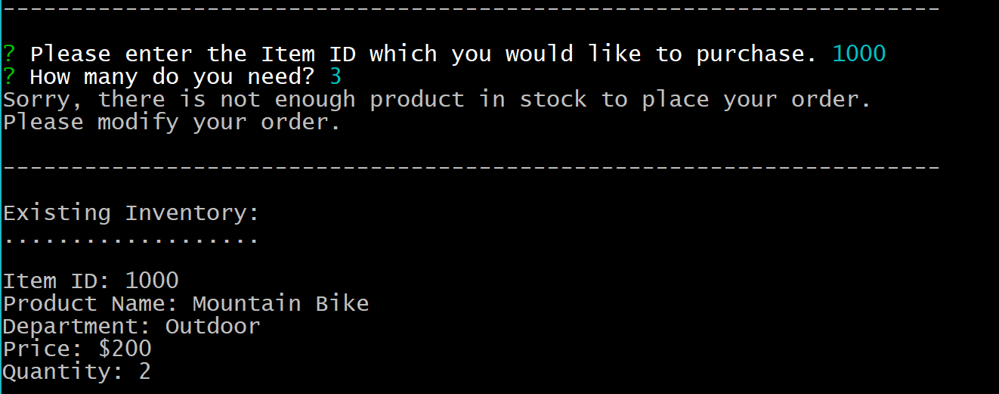 ---------------------------------------------------------------------
? Please enter the Item ID which you would like to purchase. 1000
? How many do you need? 3
Sorry, there is not enough product in stock to place your order.
Please modify your order.
---------------------------------------------------------------------
Existing Inventory:
...................
Item ID: 1000
Product Name: Mountain Bike
Department: Outdoor
Price: $200
Quantity: 2